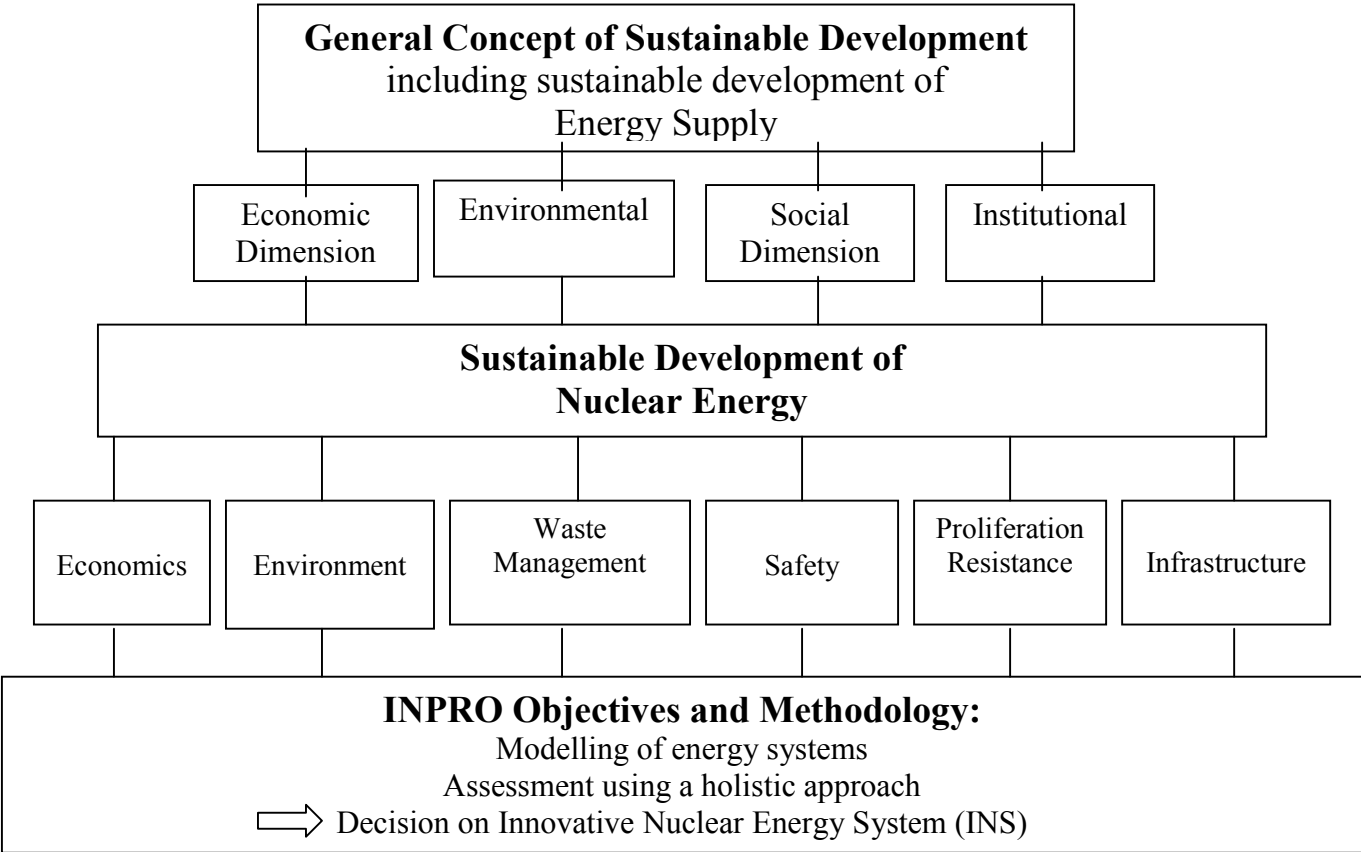 General Concept of Sustainable Development
including sustainable development of
Energy Supply
Economic
Dimension
Environmental
Social
Dimension
Institutional
Sustainable Development of
Nuclear Energy
Economics
Environment
Waste
Management
Safety
Proliferation
Resistance
Infrastructure
INPRO Objectives and Methodology:
Modelling of energy systems
Assessment using a holistic approach
Decision on Innovative Nuclear Energy System (INS)